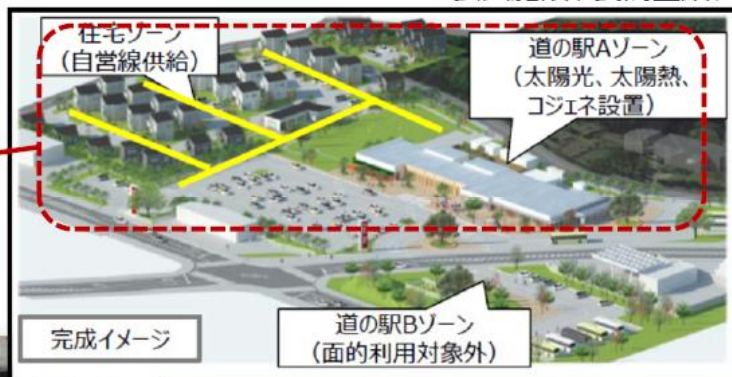 住宅ゾーン
（自営線供給）
道の駅Aゾーン
（太陽光、太陽熱、
コジェネ設置）
道の駅Bゾーン
（面的利用対象外）
完成イメージ